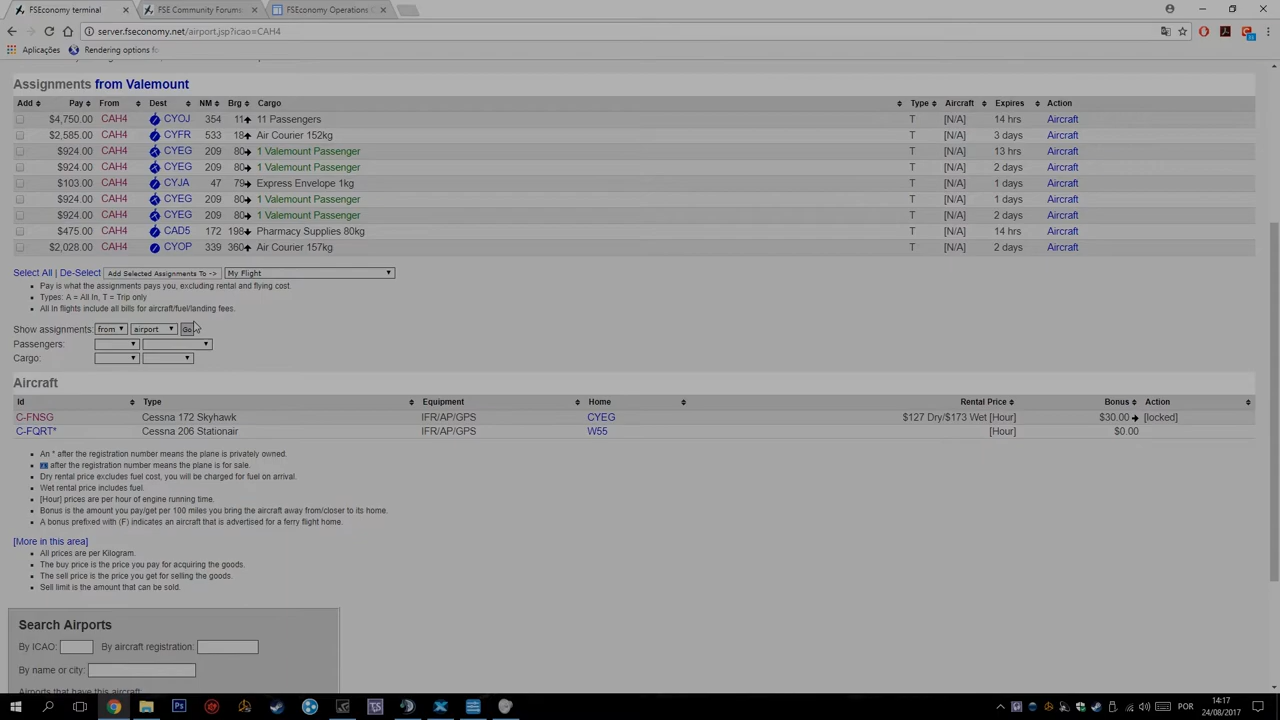 FSEconomy terminal
FSE Community Forums
FSEconomy Operations C
server.fseconomy.net/airport.jsp?icao=CAH4
Aplicações
Rendering options fo
Assignments from Valemount
Add Pay From Dest NM Brg Cargo Type Aircraft Expires Action
$4,750.00 CAH4 CYOJ 354 11 11 Passengers T [N/A] 14 hrs Aircraft
$2,585.00 CAH4 CYFR 533 18 Air Courier 152kg T [N/A] 3 days Aircraft
$924.00 CAH4 CYEG 209 80 1 Valemount Passenger T [N/A] 13 hrs Aircraft
$924.00 CAH4 CYEG 209 80 1 Valemount Passenger T [N/A] 2 days Aircraft
$103.00 CAH4 CYJA 47 79 Express Envelope 1kg T [N/A] 1 days Aircraft
$924.00 CAH4 CYEG 209 80 1 Valemount Passenger T [N/A] 1 days Aircraft
$924.00 CAH4 CYEG 209 80 1 Valemount Passenger T [N/A] 2 days Aircraft
$475.00 CAH4 CAD5 172 198 Pharmacy Supplies 80kg T [N/A] 14 hrs Aircraft
$2,028.00 CAH4 CYOP 339 360 Air Courier 157kg T [N/A] 2 days Aircraft
Select All | De-Select Add Selected Assignments To -> My Flight
Pay is what the assignments pays you, excluding rental and flying cost.
Types: A = All In, T = Trip only
All In flights include all bills for aircraft/fuel/landing fees.
Show assignments: from airport Go
Passengers:
Cargo:
Aircraft
Id Type Equipment Home Rental Price Bonus Action
C-FNSG Cessna 172 Skyhawk IFR/AP/GPS CYEG $127 Dry/$173 Wet [Hour] $30.00 [locked]
C-FQRT* Cessna 206 Stationair IFR/AP/GPS W55 [Hour] $0.00
An * after the registration number means the plane is privately owned.
after the registration number means the plane is for sale.
Dry rental price excludes fuel cost, you will be charged for fuel on arrival.
Wet rental price includes fuel.
[Hour] prices are per hour of engine running time.
Bonus is the amount you pay/get per 100 miles you bring the aircraft away from/closer to its home.
A bonus prefixed with (F) indicates an aircraft that is advertised for a ferry flight home.
[More in this area]
All prices are per Kilogram.
The buy price is the price you pay for acquiring the goods.
The sell price is the price you get for selling the goods.
Sell limit is the amount that can be sold.
Search Airports
By ICAO: By aircraft registration:
By name or city:
Airports that have this aircraft:
POR
14:17
24/08/2017